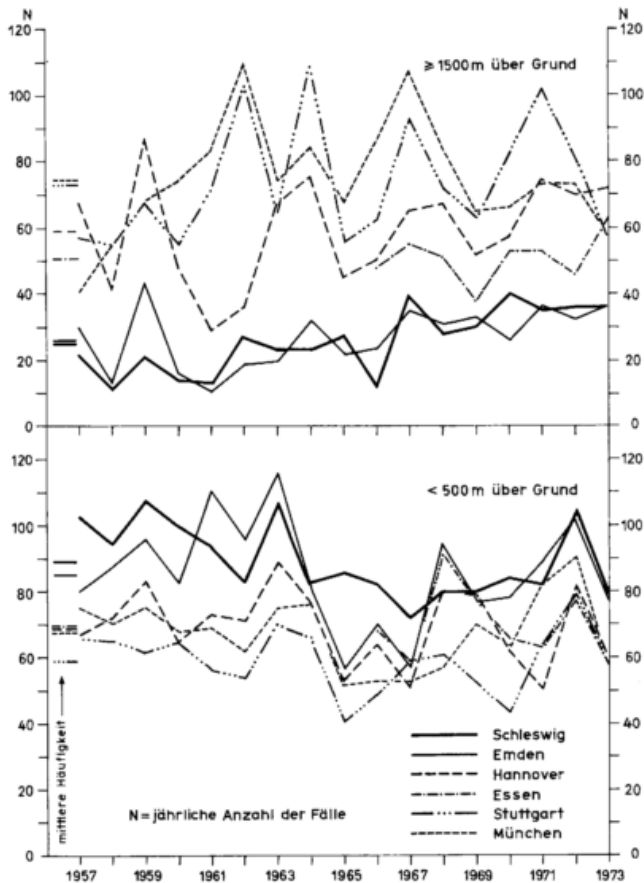 N
N
120
120
≥ 1500 m über Grund
100
100
80
80
60
60
40
40
20
20
0
0
120
120
< 500 m über Grund
100
100
80
80
60
60
40
40
20
20
0
0
mittlere Häufigkeit
Schleswig
Emden
Hannover
Essen
Stuttgart
München
N = jährliche Anzahl der Fälle
1957 1959 1961 1963 1965 1967 1969 1971 1973